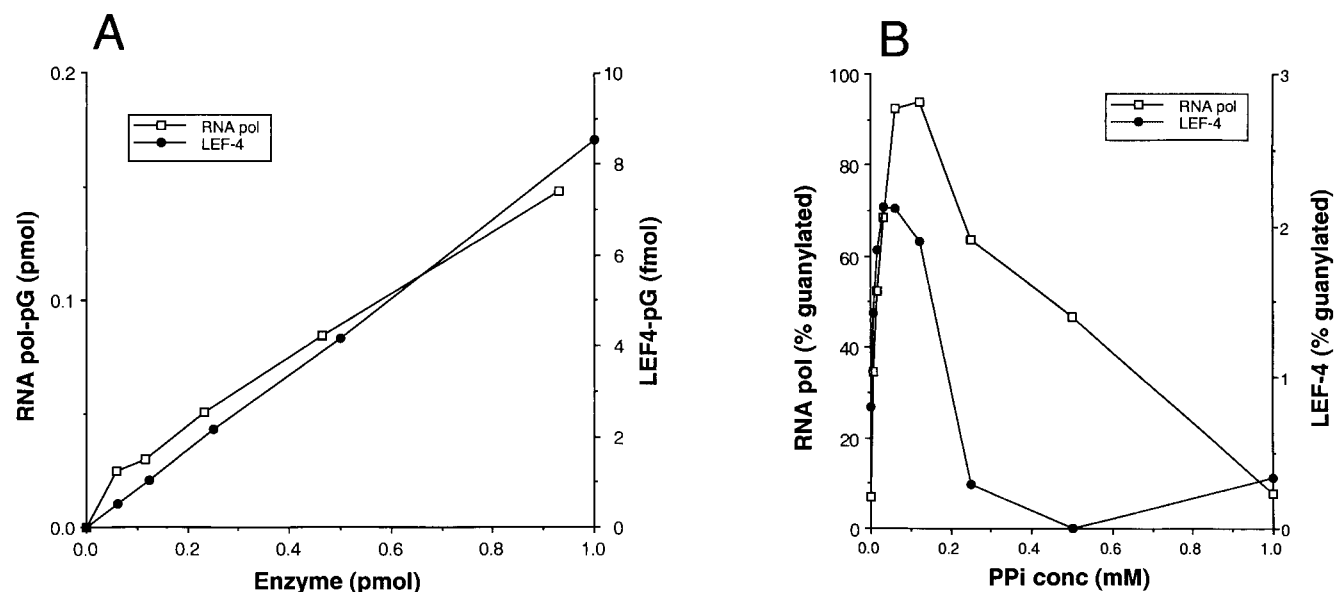 A
RNA pol-pG (pmol)
0.2
0.1
0.0
RNA pol
LEF-4
10
8
6
4
2
0
LEF4-pG (fmol)
0.0 0.2 0.4 0.6 0.8 1.0
Enzyme (pmol)
B
RNA pol (% guanylated)
100
80
60
40
20
0
RNA pol
LEF-4
3
2
1
0
LEF-4 (% guanylated)
0.0 0.2 0.4 0.6 0.8 1.0
PPi conc (mM)